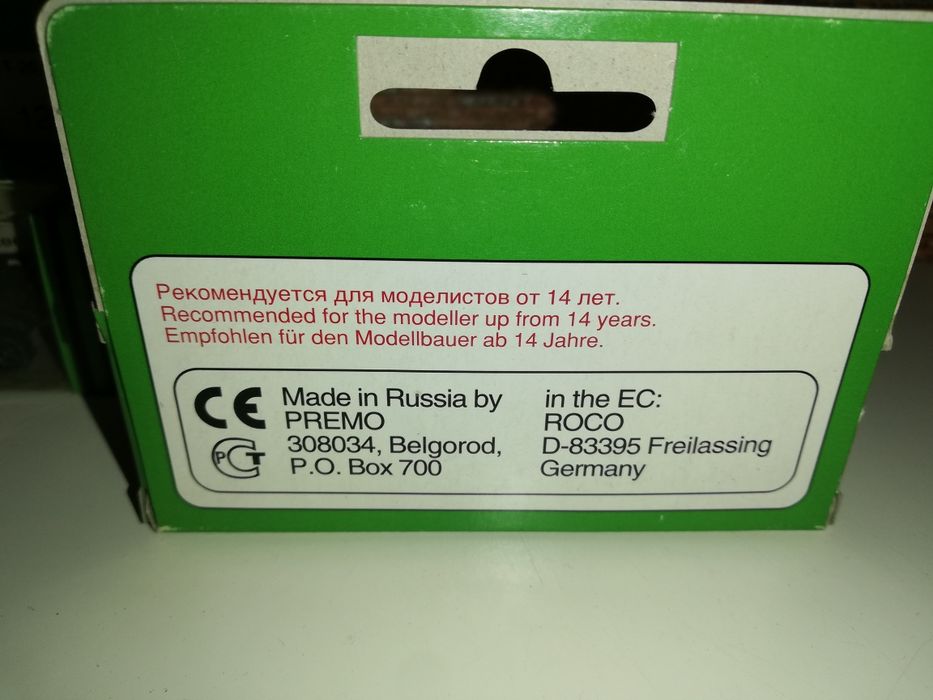 Рекомендуется для моделистов от 14 лет.
Recommended for the modeller up from 14 years.
Empfohlen für den Modellbauer ab 14 Jahre.
CE
РСТ
Made in Russia by
PREMO
308034, Belgorod,
P.O. Box 700
in the EC:
ROCO
D-83395 Freilassing
Germany